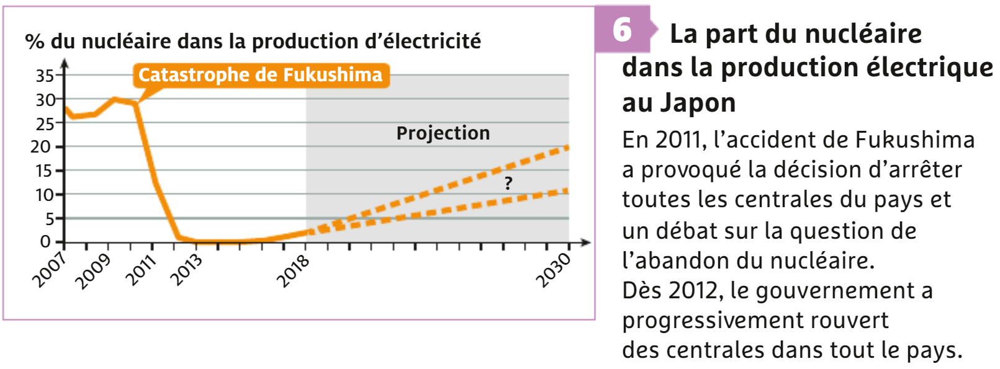 % du nucléaire dans la production d’électricité
35
Catastrophe de Fukushima
30
25
20
15
10
5
0
Projection
?
2007
2009
2011
2013
2018
2030
6
La part du nucléaire
dans la production électrique
au Japon
En 2011, l’accident de Fukushima
a provoqué la décision d’arrêter
toutes les centrales du pays et
un débat sur la question de
l’abandon du nucléaire.
Dès 2012, le gouvernement a
progressivement rouvert
des centrales dans tout le pays.